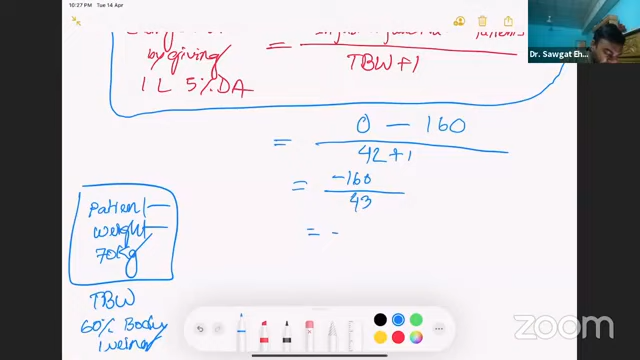 10:27 PM Tue 14 Apr
Dr. Sawgat Eh...
by giving
1 L 5% DA
=
TBW+1
= 0 - 160
42+1
= -160
43
= -
patient
weight
70kg
TBW
60% Body
zoom